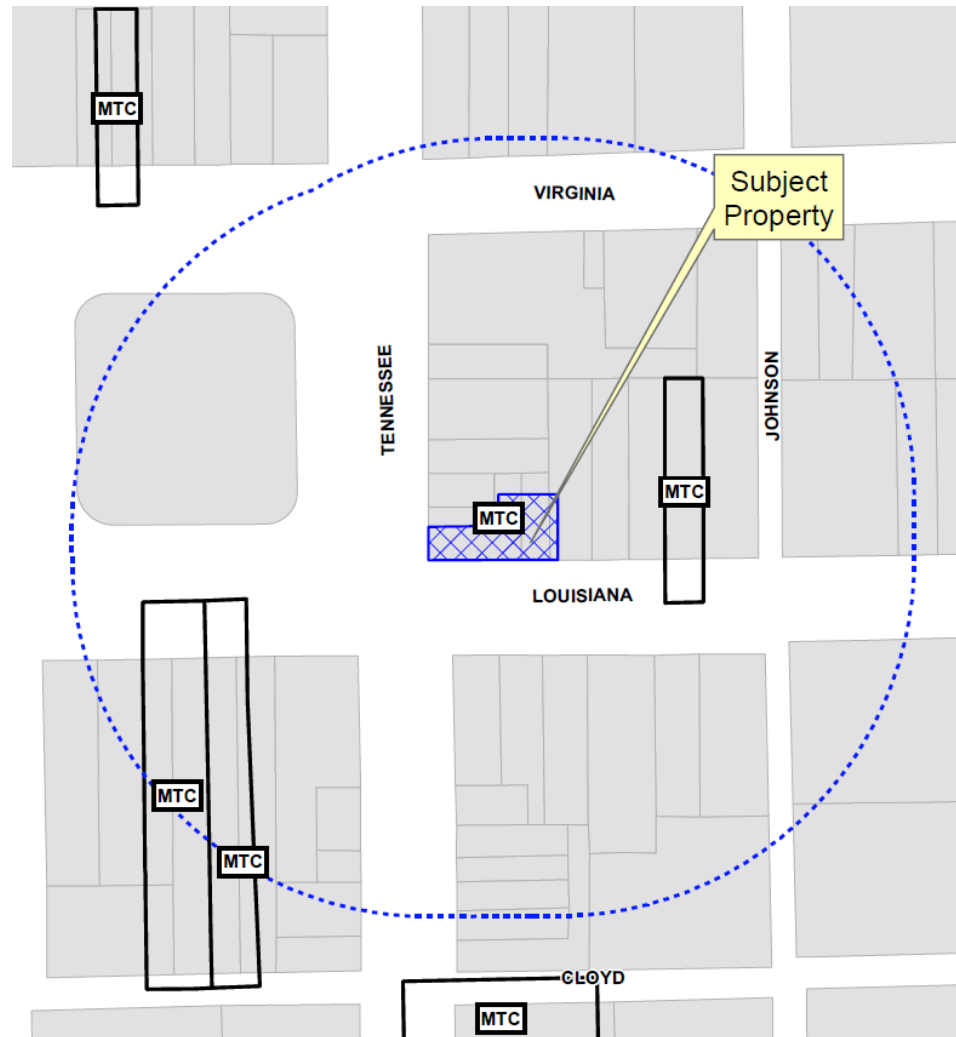 MTC
Subject
Property
VIRGINIA
TENNESSEE
JOHNSON
MTC
MTC
LOUISIANA
MTC
MTC
CLOYD
MTC